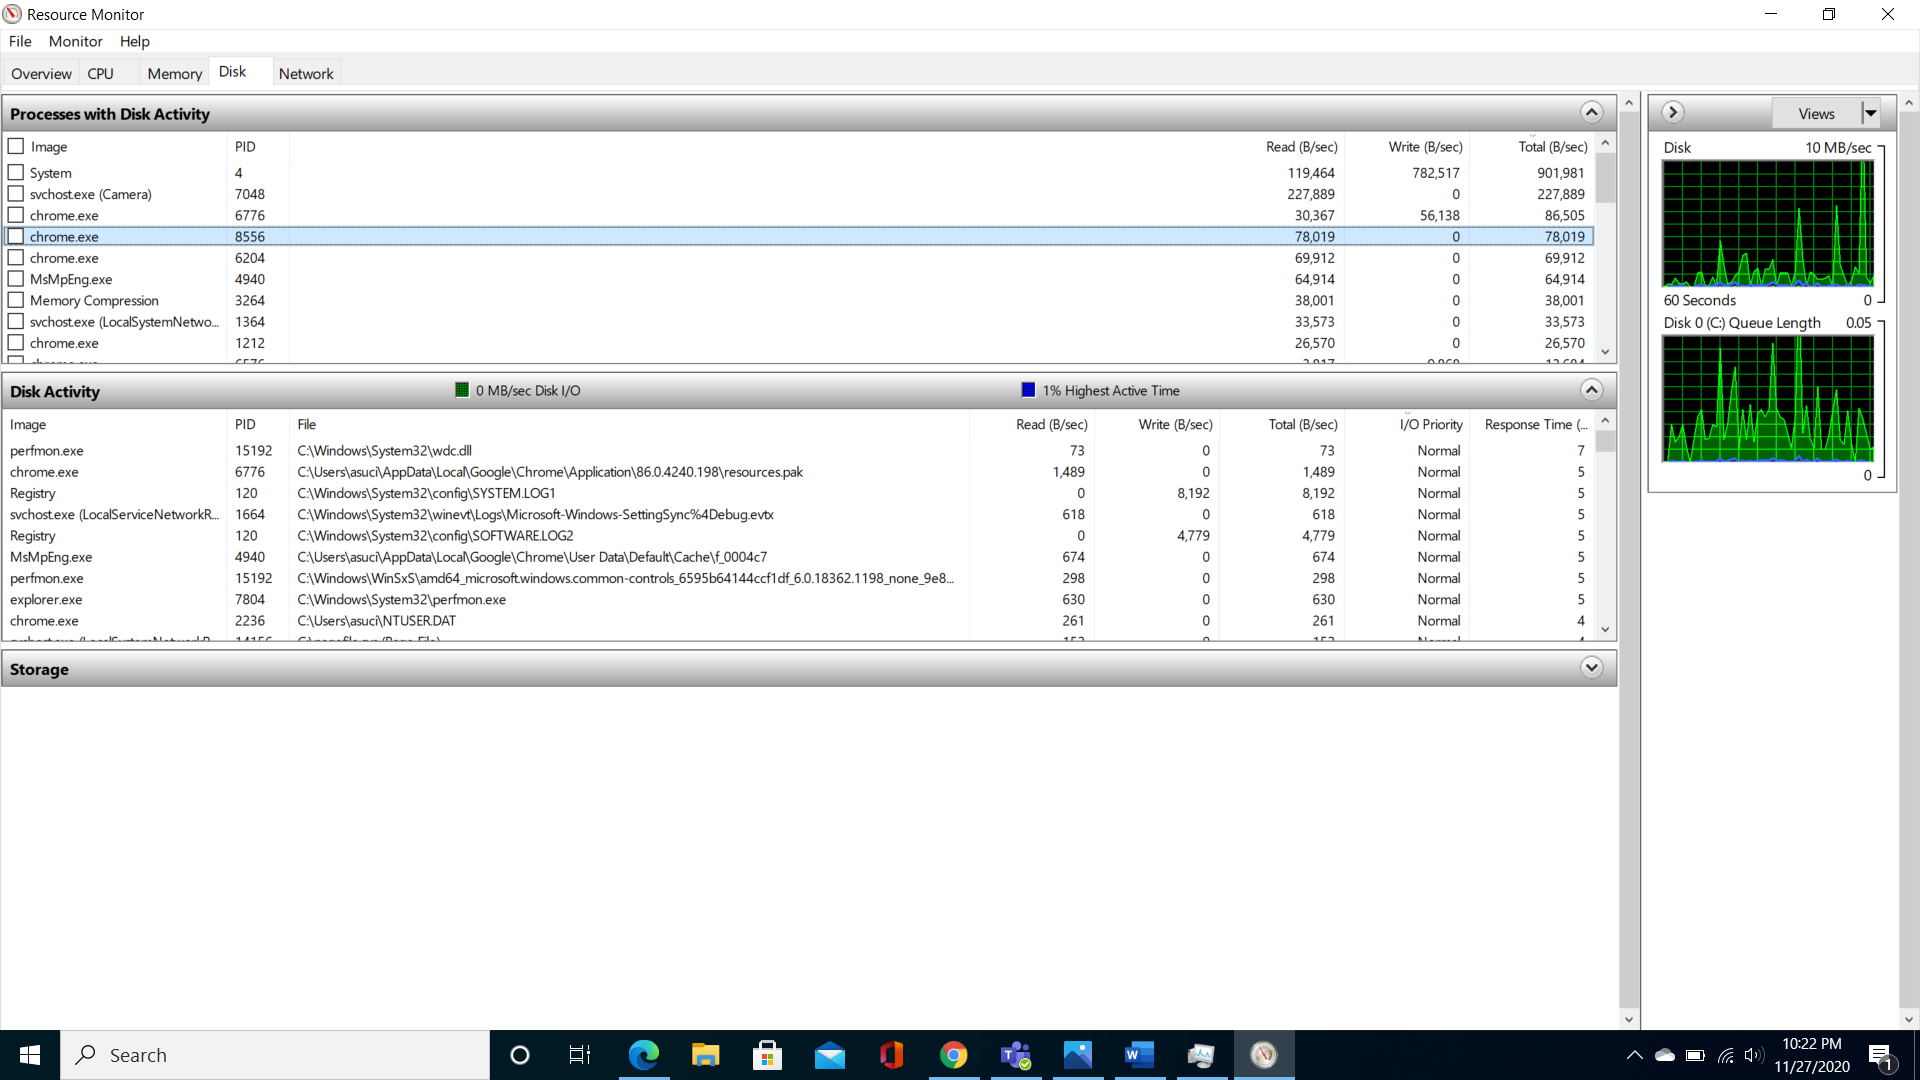 Resource Monitor
File Monitor Help
Overview CPU Memory Disk Network
Processes with Disk Activity
Image PID Read (B/sec) Write (B/sec) Total (B/sec)
System 4 119,464 782,517 901,981
svchost.exe (Camera) 7048 227,889 0 227,889
chrome.exe 6776 30,367 56,138 86,505
chrome.exe 8556 78,019 0 78,019
chrome.exe 6204 69,912 0 69,912
MsMpEng.exe 4940 64,914 0 64,914
Memory Compression 3264 38,001 0 38,001
svchost.exe (LocalSystemNetwo... 1364 33,573 0 33,573
chrome.exe 1212 26,570 0 26,570
Disk Activity 0 MB/sec Disk I/O 1% Highest Active Time
Image PID File Read (B/sec) Write (B/sec) Total (B/sec) I/O Priority Response Time (...
perfmon.exe 15192 C:\Windows\System32\wdc.dll 73 0 73 Normal 7
chrome.exe 6776 C:\Users\asuci\AppData\Local\Google\Chrome\Application\86.0.4240.198\resources.pak 1,489 0 1,489 Normal 5
Registry 120 C:\Windows\System32\config\SYSTEM.LOG1 0 8,192 8,192 Normal 5
svchost.exe (LocalServiceNetworkR... 1664 C:\Windows\System32\winevt\Logs\Microsoft-Windows-SettingSync%4Debug.evtx 618 0 618 Normal 5
Registry 120 C:\Windows\System32\config\SOFTWARE.LOG2 0 4,779 4,779 Normal 5
MsMpEng.exe 4940 C:\Users\asuci\AppData\Local\Google\Chrome\User Data\Default\Cache\f_0004c7 674 0 674 Normal 5
perfmon.exe 15192 C:\Windows\WinSxS\amd64_microsoft.windows.common-controls_6595b64144ccf1df_6.0.18362.1198_none_9e8... 298 0 298 Normal 5
explorer.exe 7804 C:\Windows\System32\perfmon.exe 630 0 630 Normal 5
chrome.exe 2236 C:\Users\asuci\NTUSER.DAT 261 0 261 Normal 4
Storage
Views
Disk 10 MB/sec
60 Seconds 0
Disk 0 (C:) Queue Length 0.05
0
Search
10:22 PM
11/27/2020
1